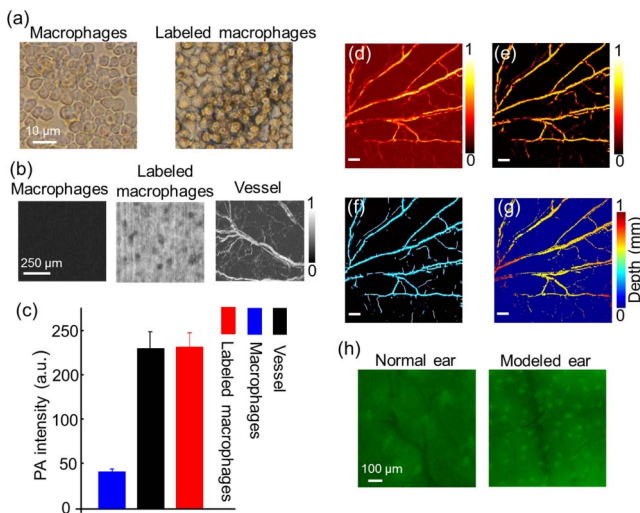 (a)
Macrophages
Labeled macrophages
10 µm
(b)
Macrophages
Labeled
macrophages
Vessel
1
0
250 µm
(c)
PA intensity (a.u.)
250
200
100
50
0
Labeled macrophages
Macrophages
Vessel
(d)
1
0
(e)
1
0
(f)
(g)
1
0
Depth (mm)
(h)
Normal ear
Modeled ear
100 µm